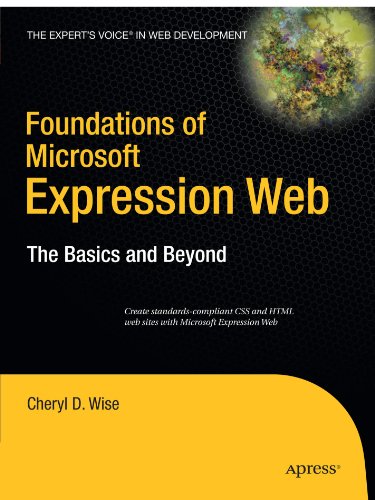 THE EXPERT'S VOICE® IN WEB DEVELOPMENT
Foundations of
Microsoft
Expression Web
The Basics and Beyond
Create standards-compliant CSS and HTML
web sites with Microsoft Expression Web
Cheryl D. Wise
Apress®